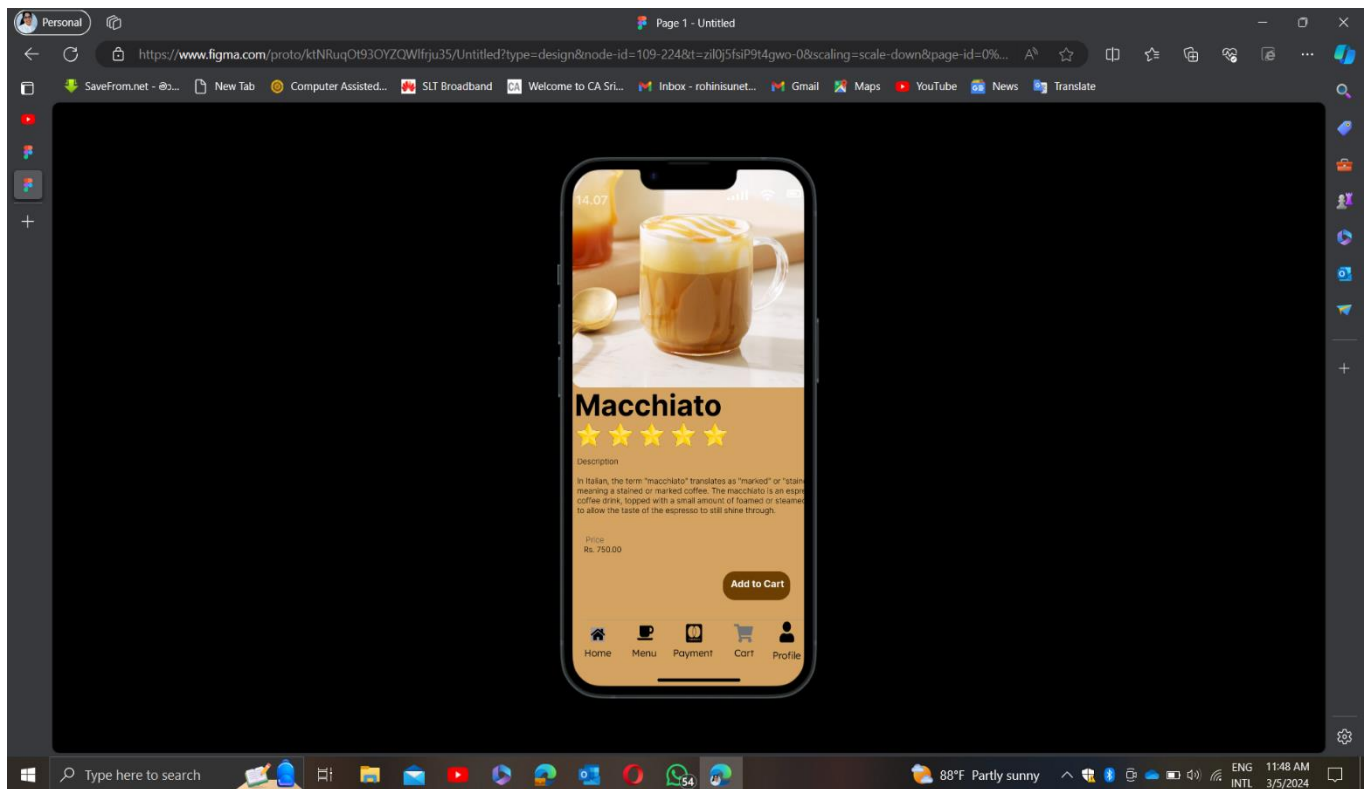 Personal
Page 1 - Untitled
https://www.figma.com/proto/ktNRuqOt93OYZQWlfrju35/Untitled?type=design&node-id=109-224&t=zil0j5fsiP9t4gwo-0&scaling=scale-down&page-id=0%...
SaveFrom.net - මා... New Tab Computer Assisted... SLT Broadband CA Welcome to CA Sri... Inbox - rohinisunet... Gmail Maps YouTube News Translate
14.07
Macchiato
Description
In Italian, the term "macchiato" translates as "marked" or "stain
meaning a stained or marked coffee. The macchiato is an espre
coffee drink, topped with a small amount of foamed or steamed
to allow the taste of the espresso to still shine through.
Price
Rs. 750.00
Add to Cart
Home Menu Payment Cart Profile
Type here to search
54
88°F Partly sunny
ENG
INTL
11:48 AM
3/5/2024